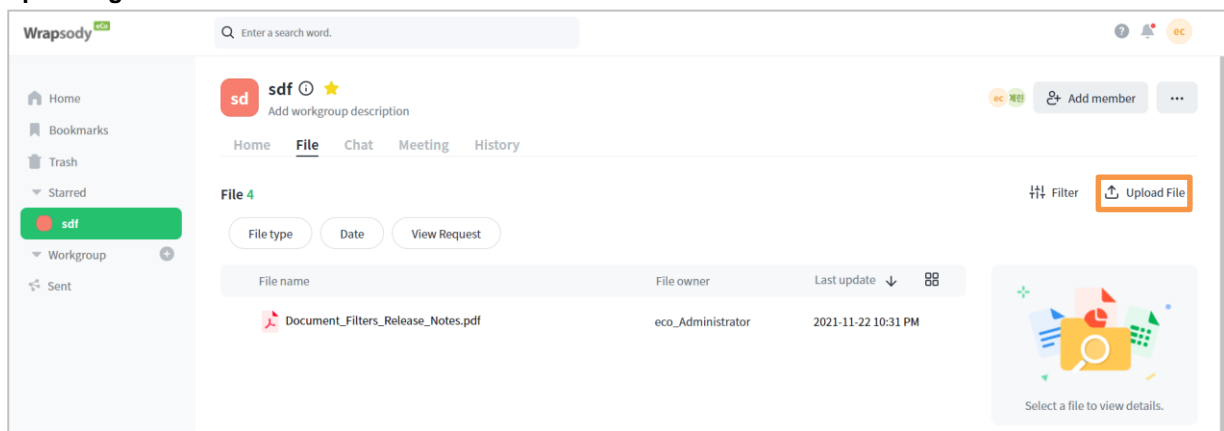 Wrapsody eCo
Enter a search word.
ec
Home
Bookmarks
Trash
Starred
sdf
Workgroup
Sent
sd
sdf
Add workgroup description
ec 계린
Add member
Home File Chat Meeting History
File 4
Filter
Upload File
File type Date View Request
File name File owner Last update
Document_Filters_Release_Notes.pdf eco_Administrator 2021-11-22 10:31 PM
Select a file to view details.